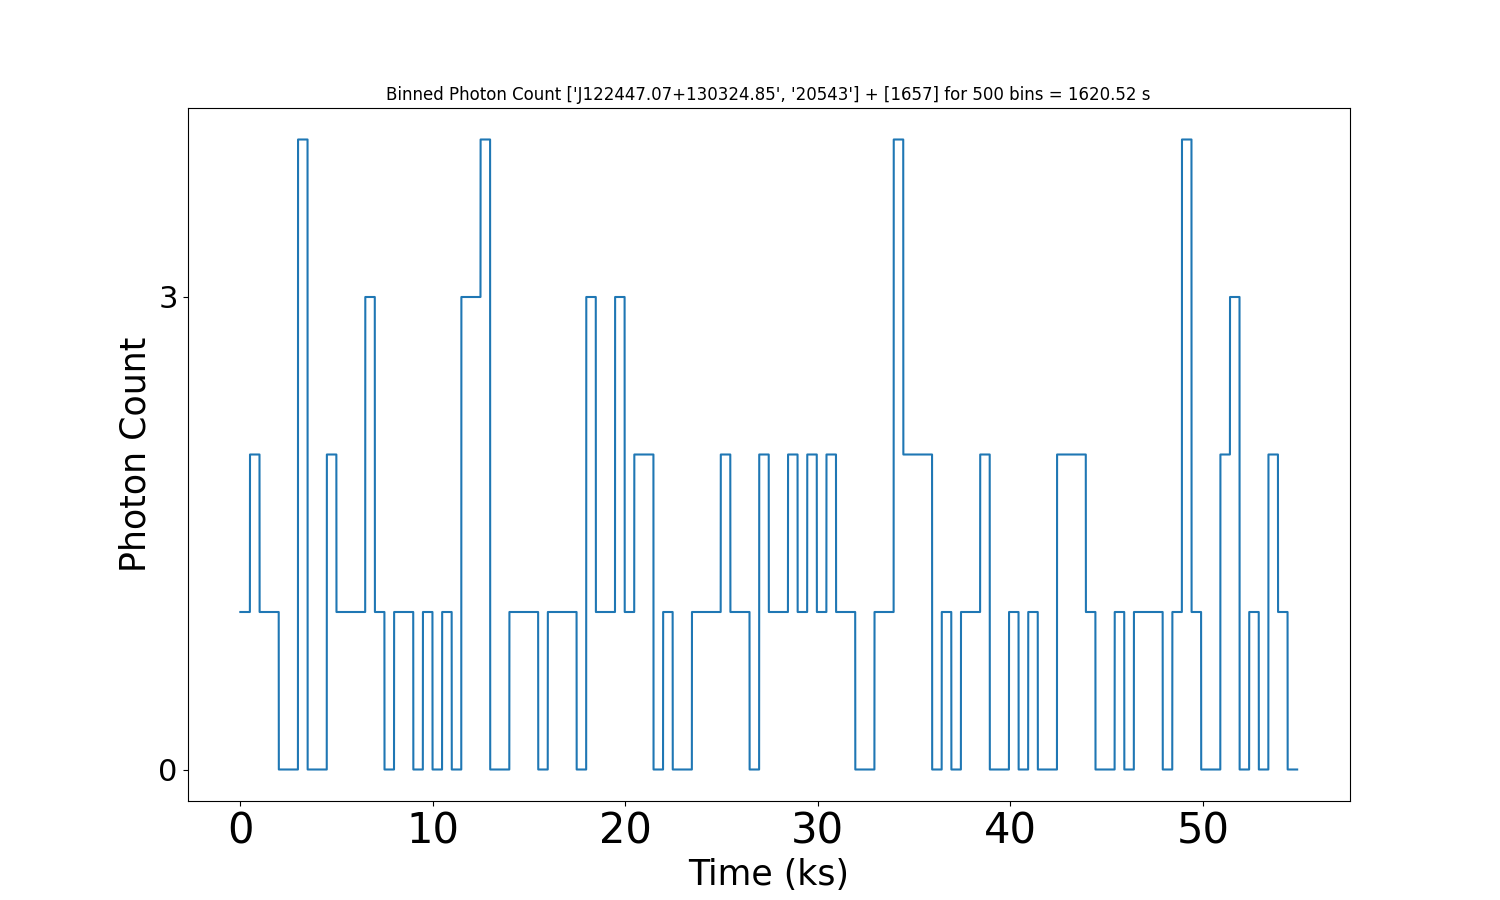 Binned Photon Count ['J122447.07+130324.85', '20543'] + [1657] for 500 bins = 1620.52 s
Photon Count
3
0
0 10 20 30 40 50
Time (ks)